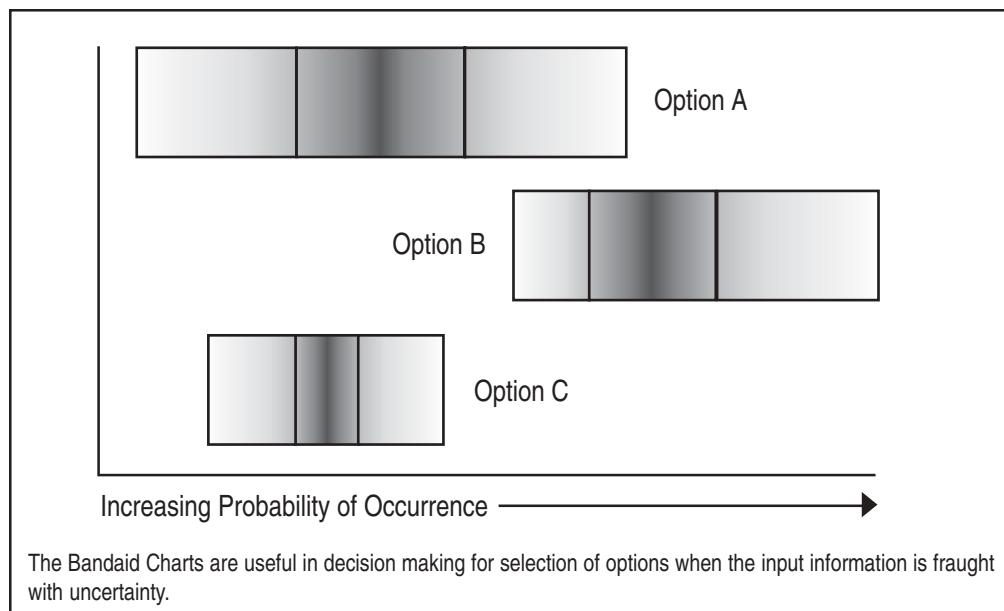 Option A
Option B
Option C
Increasing Probability of Occurrence
The Bandaid Charts are useful in decision making for selection of options when the input information is fraught
with uncertainty.